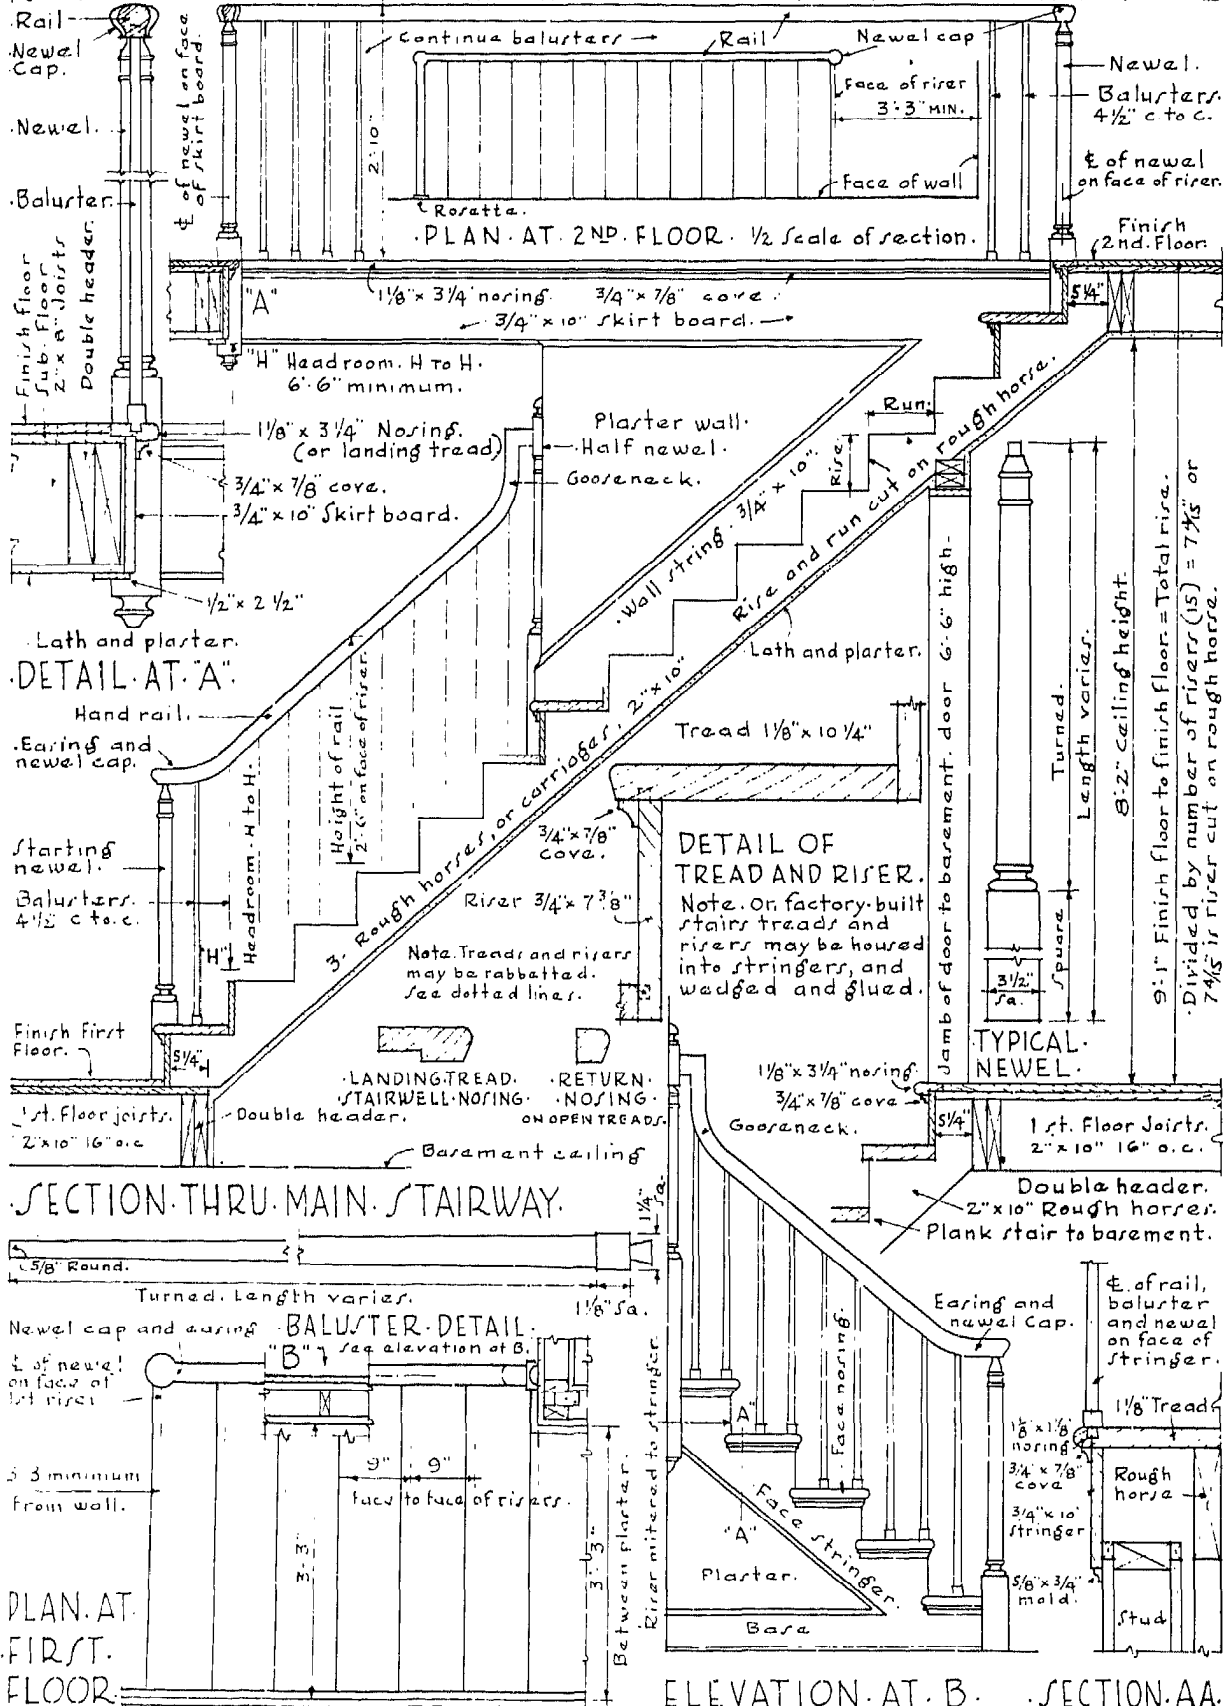 Rail
Newel
Cap.
Newel.
Baluster.
Finish floor
Sub. Floor
2" x 8" Joists
Double header.
℄ of newel on face
of skirt board.
Continue balusters
Rail
Newel cap
2'-10"
Face of riser
3'-3" MIN.
Face of wall
Rosette.
PLAN · AT · 2ND · FLOOR · ½ Scale of section.
Newel.
Balusters.
4½" c to c.
℄ of newel
on face of riser.
Finish
2nd. Floor.
"A"
1⅛" x 3¼" nosing.
3/4" x 7/8" cove.
3/4" x 10" Skirt board.
5¼"
"H" Headroom. H to H.
6'-6" minimum.
1⅛" x 3¼" Nosing.
(or landing tread)
3/4" x 7/8" cove.
3/4" x 10" Skirt board.
½" x 2½"
Lath and plaster.
DETAIL · AT · "A".
Plaster wall.
Half newel.
Gooseneck.
Run.
Rise.
Wall string. 3/4" x 10".
Rise and run cut on rough horse.
Lath and plaster.
Hand rail.
Easing and
newel cap.
Height of rail
2'-6" on face of riser.
Headroom - H to H.
Starting
newel.
Balusters.
4½" c to c.
"H"
3 - Rough horses, or carriages, 2" x 10"
Tread 1⅛" x 10¼"
3/4" x 7/8"
cove.
Riser 3/4" x 7⅜"
Note. Treads and risers
may be rabbatted.
See dotted lines.
DETAIL OF
TREAD AND RISER.
Note. On factory-built
stairs treads and
risers may be housed
into stringers, and
wedged and glued.
Jamb of door to basement. door 6'-6" high.
Turned.
Length varies.
Square
3½"
Sq.
TYPICAL ·
NEWEL.
8'-2" Ceiling height.
9'-1" Finish floor to finish floor. = Total rise.
Divided by number of risers (15) = 7 4/15" or
7 4/15" is riser cut on rough horse.
Finish First
Floor.
5¼"
1st. Floor joists.
2" x 10" 16" o.c
Double header.
· LANDING · TREAD ·
· STAIRWELL · NOSING ·
· RETURN ·
· NOSING ·
ON OPEN TREADS.
Basement ceiling
· SECTION · THRU · MAIN · STAIRWAY.
1⅛" x 3¼" nosing
3/4" x 7/8" cove
Gooseneck.
5¼"
1st. Floor Joists.
2" x 10" 16" o.c.
Double header.
2" x 10" Rough horses.
Plank stair to basement.
5/8" Round.
1¼"
Sq.
Turned. Length varies.
1⅛" Sq.
· BALUSTER · DETAIL ·
Newel cap and easing
"B"
See elevation at B.
℄ of newel
on face of
1st riser
3'-3" minimum
from wall.
9"
9"
Face to face of risers.
3'-3"
3'-3"
Between plaster.
Riser mitered to stringer.
PLAN · AT ·
· FIRST ·
FLOOR.
Easing and
newel Cap.
Face nosing.
"A"
"A"
Face stringer.
Plaster.
Base
ELEVATION · AT · B ·
℄ of rail,
baluster
and newel
on face of
stringer.
1⅛" Tread
1⅛ x 1⅛"
nosing
3/4" x 7/8"
cove
3/4" x 10"
stringer
5/8" x 3/4"
mold.
Rough
horse
Stud
· SECTION · AA ·